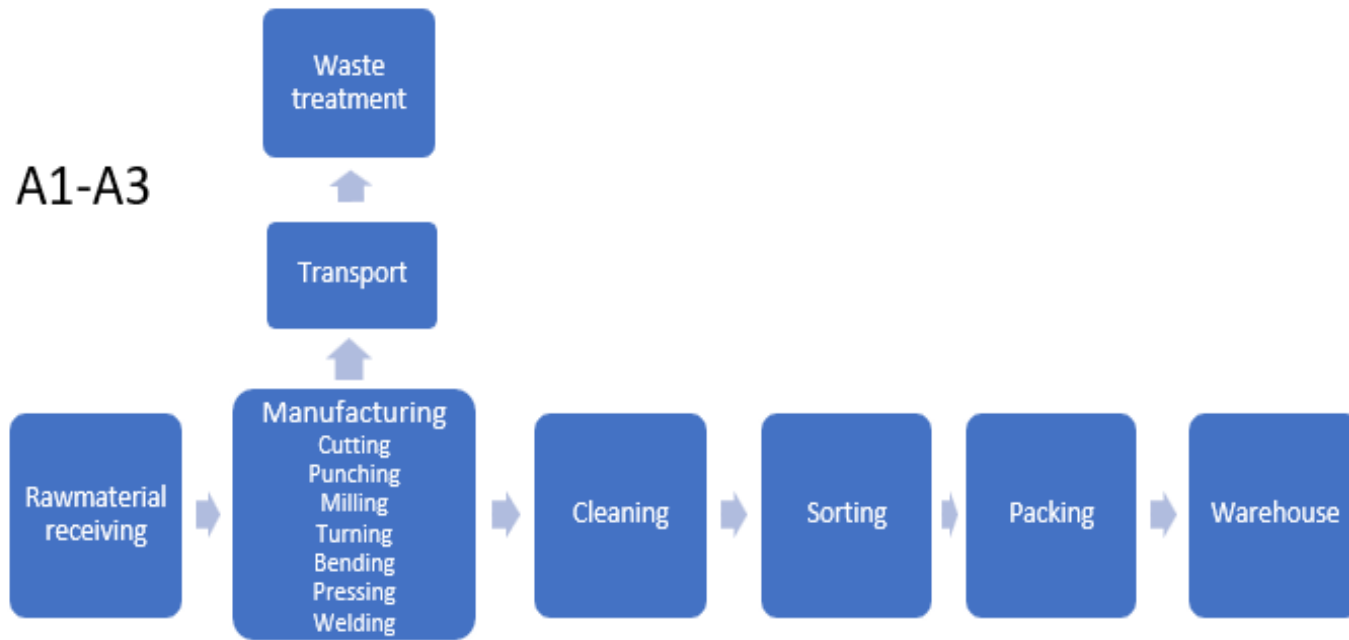 Waste
treatment
A1-A3
Transport
Manufacturing
Cutting
Punching
Milling
Turning
Bending
Pressing
Welding
Rawmaterial
receiving
Cleaning
Sorting
Packing
Warehouse